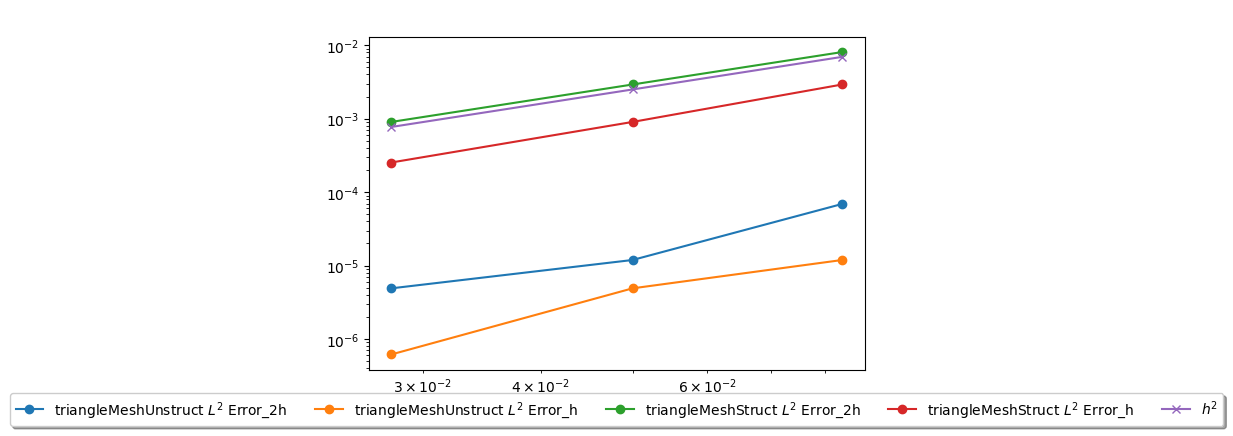 10⁻²
10⁻³
10⁻⁴
10⁻⁵
10⁻⁶
3 × 10⁻² 4 × 10⁻² 6 × 10⁻²
triangleMeshUnstruct L² Error_2h triangleMeshUnstruct L² Error_h triangleMeshStruct L² Error_2h triangleMeshStruct L² Error_h h²